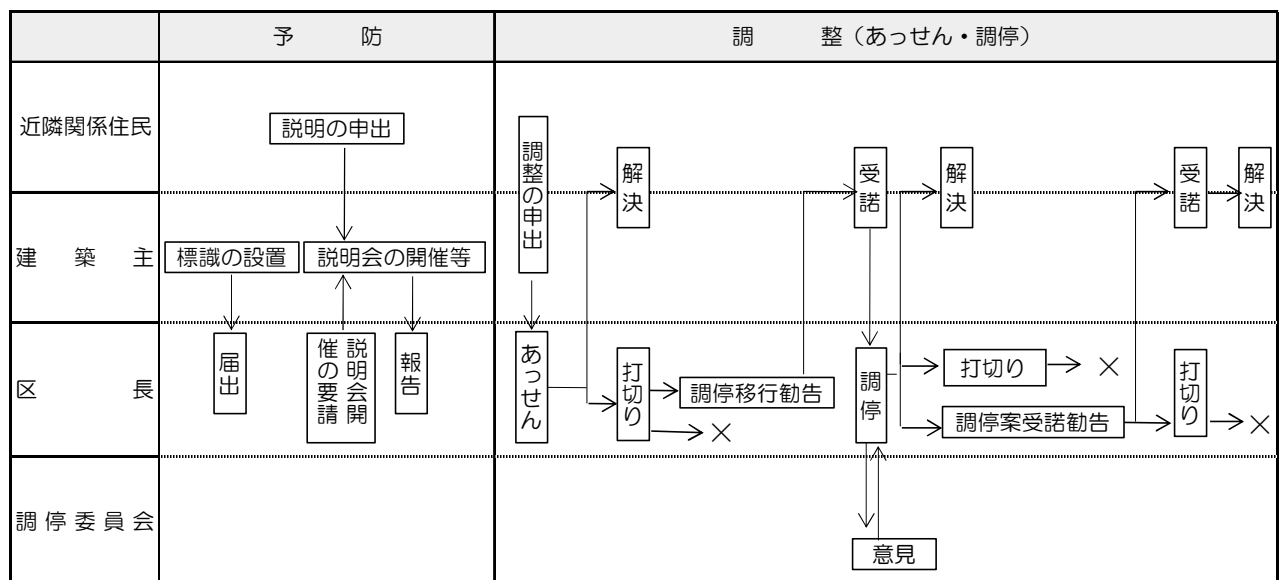 予防
調整（あっせん・調停）
近隣関係住民
説明の申出
調整の申出
解決
受諾
解決
受諾
解決
建築主
標識の設置
説明会の開催等
区長
届出
説明会開
催の要請
報告
あっせん
打切り
調停移行勧告
×
調停
打切り
×
調停案受諾勧告
打切り
×
調停委員会
意見